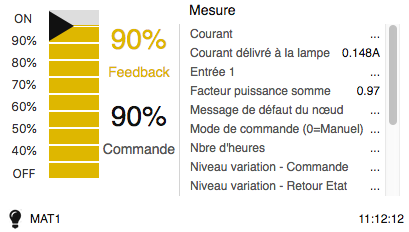 Mesure
ON
90%
80%
70%
60%
50%
40%
OFF
90%
Feedback
90%
Commande
Courant ...
Courant délivré à la lampe 0.148A
Entrée 1 ...
Facteur puissance somme 0.97
Message de défaut du nœud ...
Mode de commande (0=Manuel) ...
Nbre d'heures ...
Niveau variation - Commande ...
Niveau variation - Retour Etat ...
MAT1 11:12:12